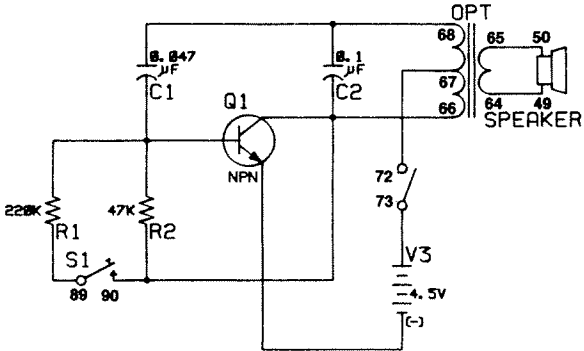 OPT
68
65
50
0.047
µF
C1
0.1
µF
C2
67
66
64
49
SPEAKER
Q1
NPN
72
73
220K
R1
47K
R2
S1
89
90
V3
4.5V
(-)